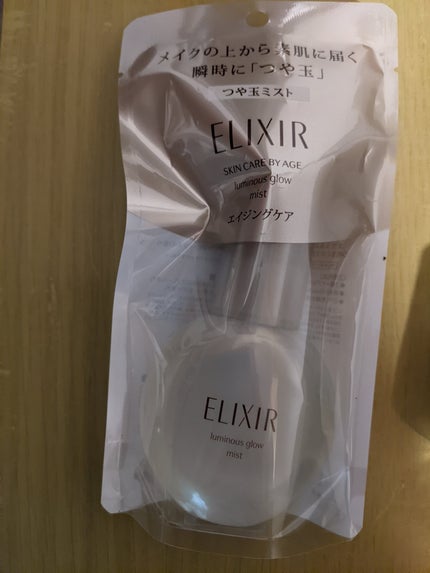 メイクの上から素肌に届く
瞬時に「つや玉」
つや玉ミスト
ELIXIR
SKIN CARE BY AGE
luminous glow
mist
エイジングケア
ELIXIR
luminous glow
mist